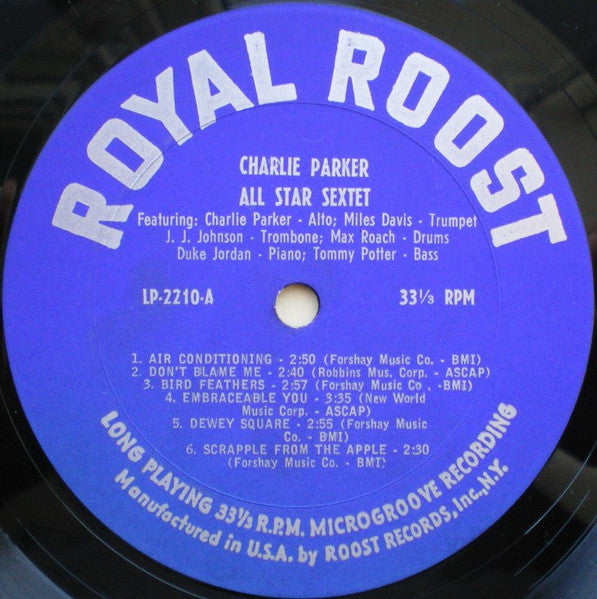 ROYAL ROOST
CHARLIE PARKER
ALL STAR SEXTET
Featuring: Charlie Parker - Alto; Miles Davis - Trumpet
J. J. Johnson - Trombone; Max Roach - Drums
Duke Jordan - Piano; Tommy Potter - Bass
LP-2210-A 33⅓ RPM
1. AIR CONDITIONING - 2:50 (Forshay Music Co. - BMI)
2. DON'T BLAME ME - 2:40 (Robbins Mus. Corp. - ASCAP)
3. BIRD FEATHERS - 2:57 (Forshay Music Co . -BMI)
4. EMBRACEABLE YOU - 3:35 (New World
Music Corp. - ASCAP)
5. DEWEY SQUARE - 2:55 (Forshay Music
Co. - BMI)
6. SCRAPPLE FROM THE APPLE - 2:30
(Forshay Music Co. - BMI)
LONG PLAYING 33⅓ R.P.M. MICROGROOVE RECORDING
Manufactured in U.S.A. by ROOST RECORDS, Inc., N.Y.